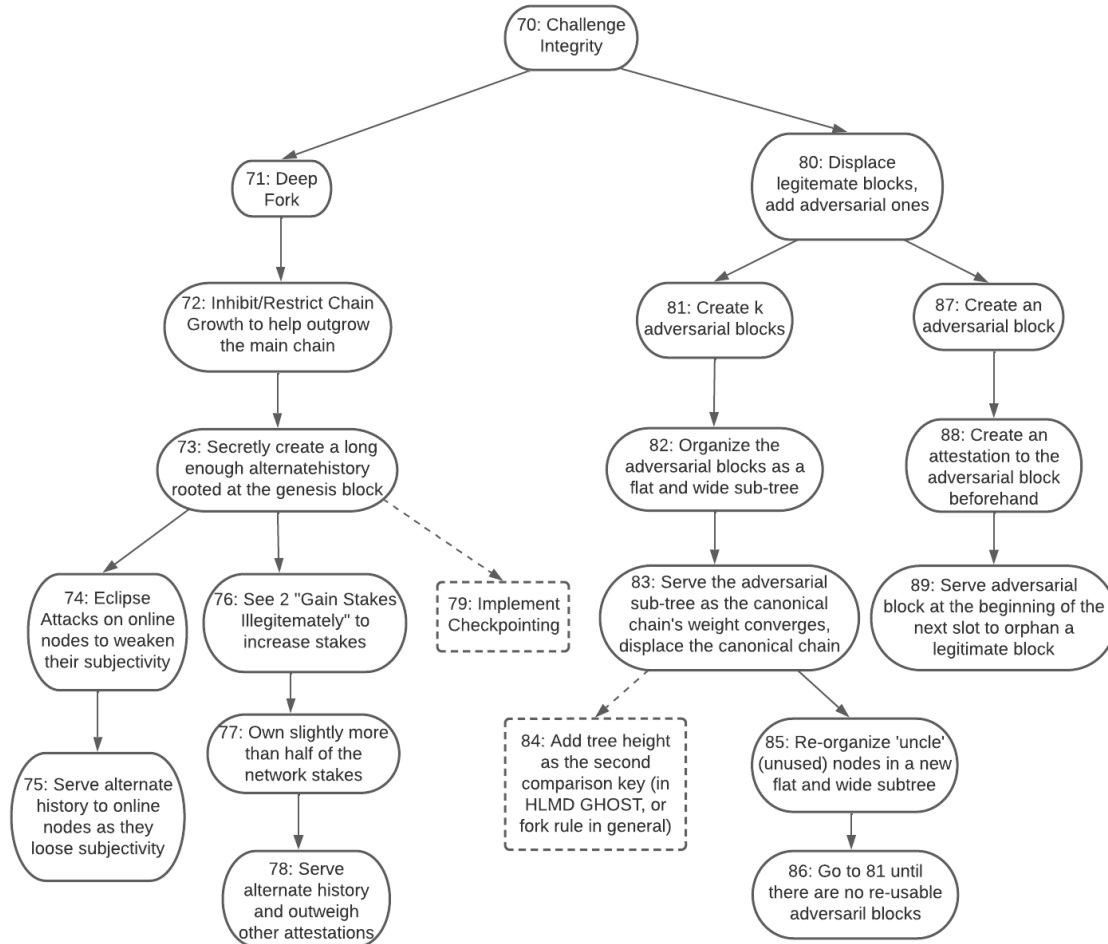 70: Challenge
Integrity
71: Deep
Fork
80: Displace
legitemate blocks,
add adversarial ones
72: Inhibit/Restrict Chain
Growth to help outgrow
the main chain
81: Create k
adversarial blocks
87: Create an
adversarial block
73: Secretly create a long
enough alternatehistory
rooted at the genesis block
82: Organize the
adversarial blocks as a
flat and wide sub-tree
88: Create an
attestation to the
adversarial block
beforehand
74: Eclipse
Attacks on online
nodes to weaken
their subjectivity
76: See 2 "Gain Stakes
Illegitemately" to
increase stakes
79: Implement
Checkpointing
83: Serve the adversarial
sub-tree as the canonical
chain's weight converges,
displace the canonical chain
89: Serve adversarial
block at the beginning of the
next slot to orphan a
legitimate block
75: Serve alternate
history to online
nodes as they
loose subjectivity
77: Own slightly more
than half of the
network stakes
84: Add tree height
as the second
comparison key (in
HLMD GHOST, or
fork rule in general)
85: Re-organize 'uncle'
(unused) nodes in a new
flat and wide subtree
78: Serve
alternate history
and outweigh
other attestations
86: Go to 81 until
there are no re-usable
adversaril blocks